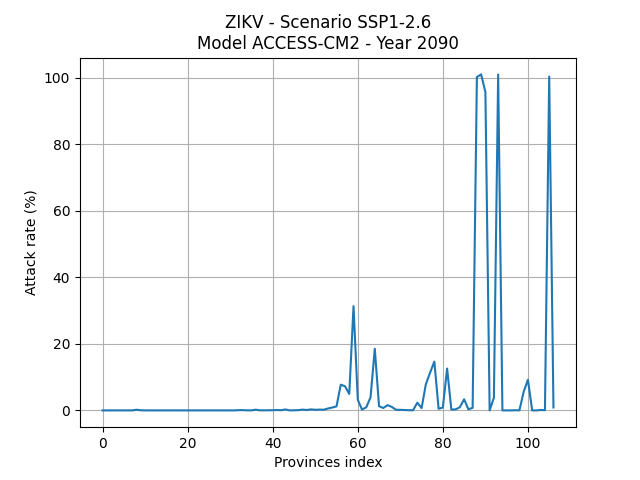 ZIKV - Scenario SSP1-2.6
Model ACCESS-CM2 - Year 2090
100
80
60
40
20
0
Attack rate (%)
0 20 40 60 80 100
Provinces index